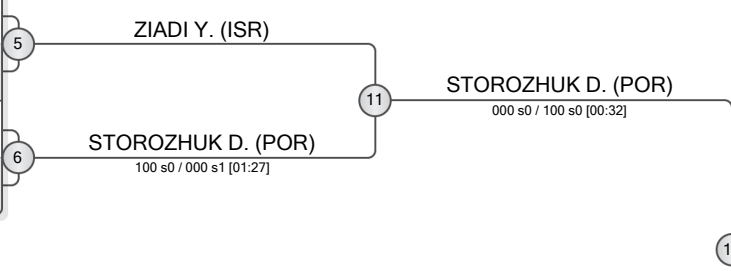 ZIADI Y. (ISR)
5
STOROZHUK D. (POR)
11
000 s0 / 100 s0 [00:32]
STOROZHUK D. (POR)
6
100 s0 / 000 s1 [01:27]